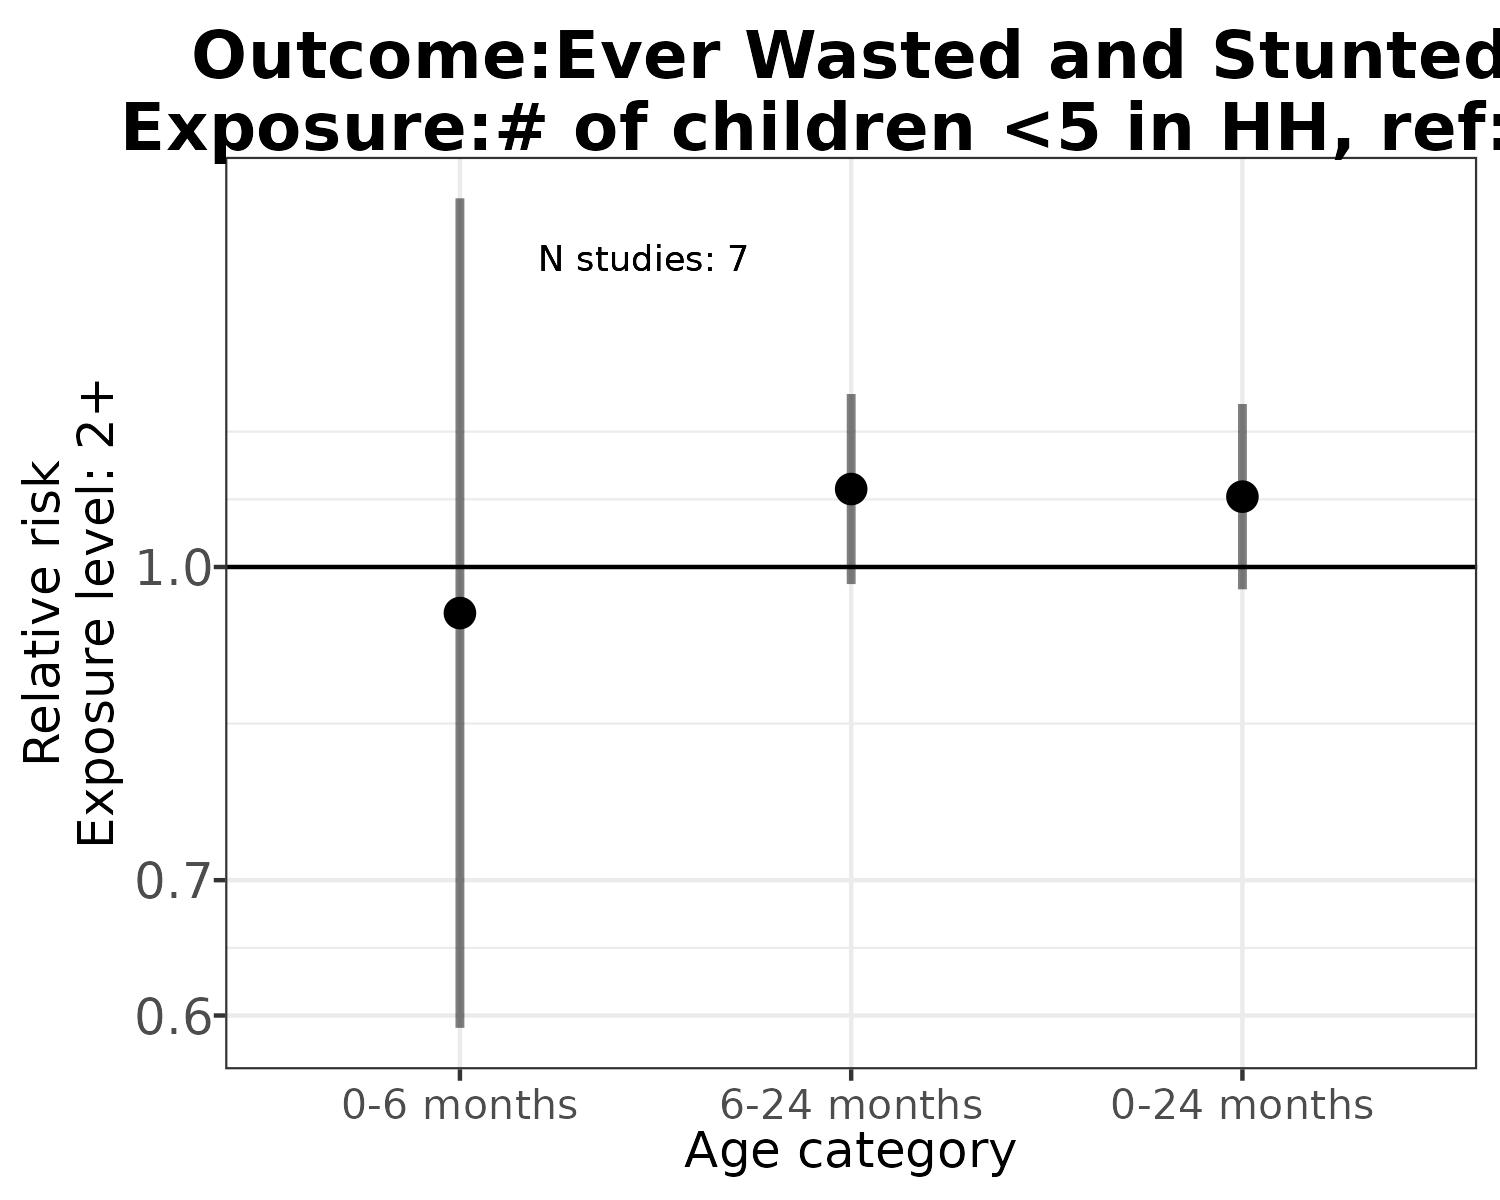 Outcome:Ever Wasted and Stunted
Exposure:# of children <5 in HH, ref:
N studies: 7
Relative risk
Exposure level: 2+
1.0
0.7
0.6
0-6 months
6-24 months
0-24 months
Age category